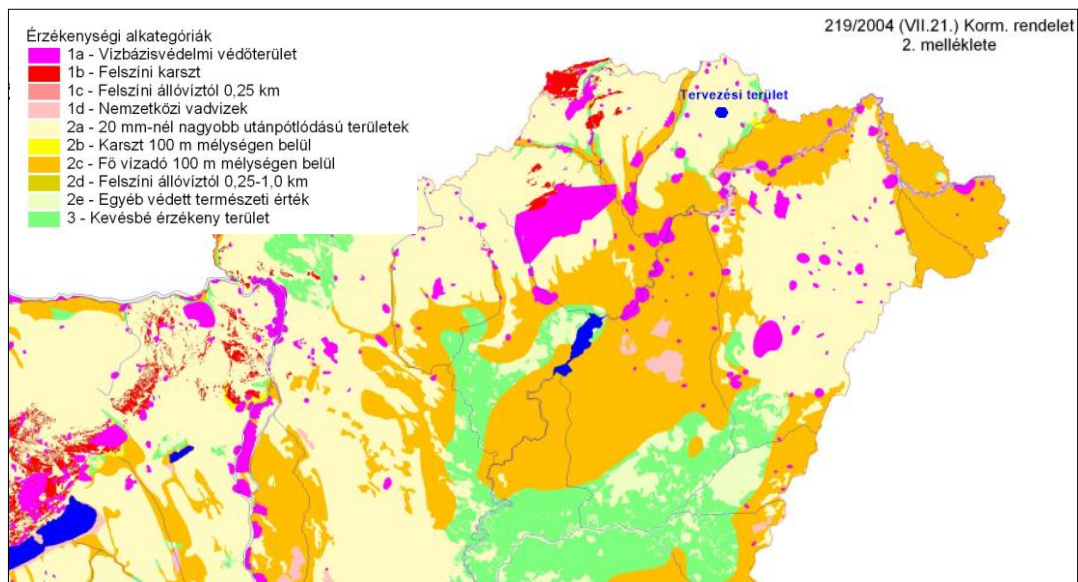 219/2004 (VII.21.) Korm. rendelet
2. melléklete
Érzékenységi alkategóriák
1a - Vízbázisvédelmi védőterület
1b - Felszíni karszt
1c - Felszíni állóvíztól 0,25 km
1d - Nemzetközi vadvizek
2a - 20 mm-nél nagyobb utánpótlódású területek
2b - Karszt 100 m mélységen belül
2c - Fö vízadó 100 m mélységen belül
2d - Felszíni állóvíztól 0,25-1,0 km
2e - Egyéb védett természeti érték
3 - Kevésbé érzékeny terület
Tervezési terület